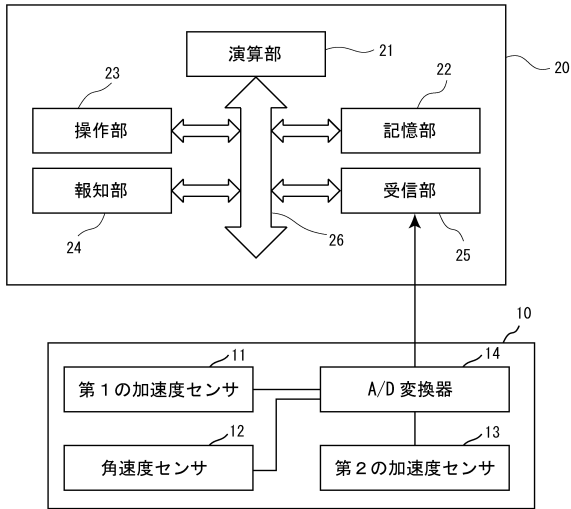 演算部
21
20
23
22
操作部
記憶部
報知部
受信部
24
26
25
10
11
14
第1の加速度センサ
A/D変換器
12
13
角速度センサ
第2の加速度センサ